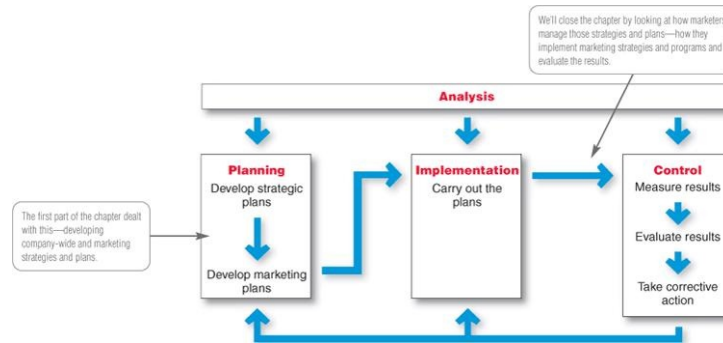 We'll close the chapter by looking at how marketers
manage those strategies and plans—how they
implement marketing strategies and programs and
evaluate the results.
Analysis
Planning
Develop strategic
plans
Develop marketing
plans
Implementation
Carry out the
plans
Control
Measure results
Evaluate results
Take corrective
action
The first part of the chapter dealt
with this—developing
company-wide and marketing
strategies and plans.